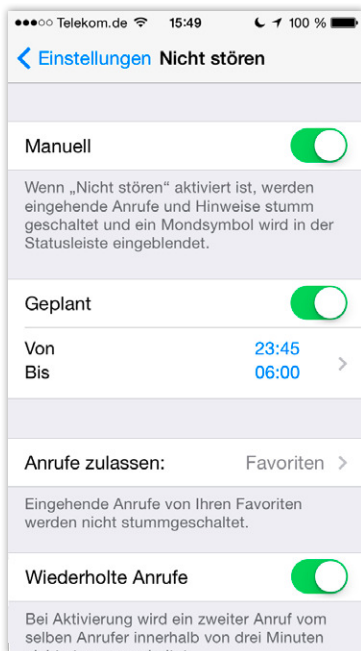 Telekom.de 15:49 100 %
Einstellungen Nicht stören
Manuell
Wenn „Nicht stören“ aktiviert ist, werden
eingehende Anrufe und Hinweise stumm
geschaltet und ein Mondsymbol wird in der
Statusleiste eingeblendet.
Geplant
Von 23:45
Bis 06:00
Anrufe zulassen: Favoriten
Eingehende Anrufe von Ihren Favoriten
werden nicht stummgeschaltet.
Wiederholte Anrufe
Bei Aktivierung wird ein zweiter Anruf vom
selben Anrufer innerhalb von drei Minuten